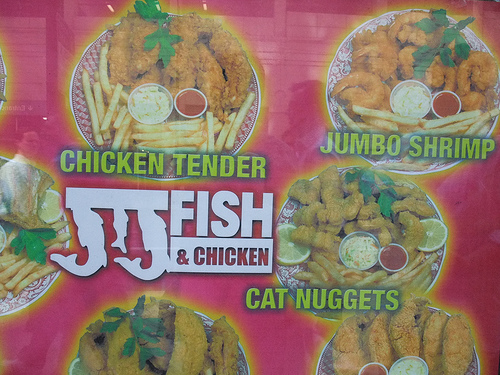 CHICKEN TENDER
JUMBO SHRIMP
JJ FISH
& CHICKEN
CAT NUGGETS